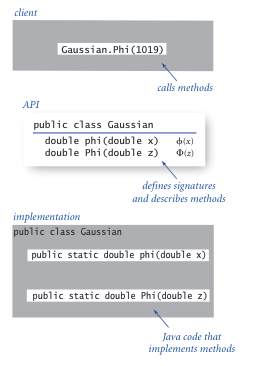 client
Gaussian.Phi(1019)
calls methods
API
public class Gaussian
double phi(double x) ϕ(x)
double Phi(double z) Φ(z)
defines signatures
and describes methods
implementation
public class Gaussian
public static double phi(double x)
public static double Phi(double z)
Java code that
implements methods